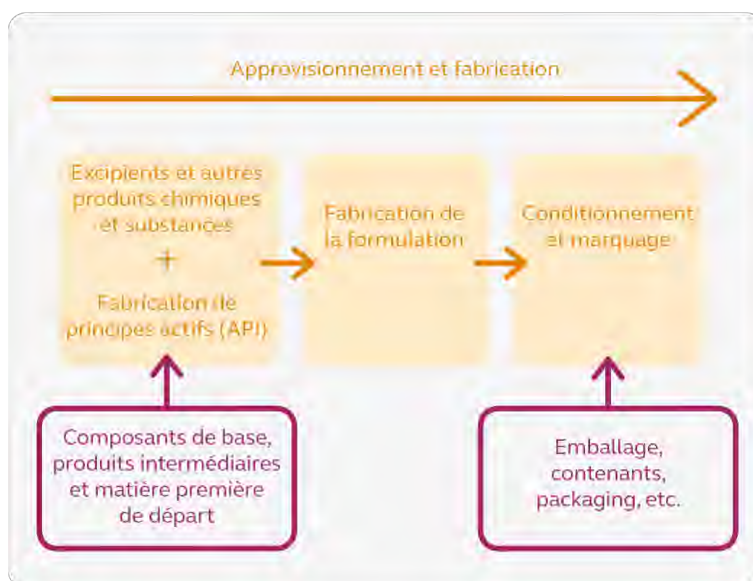 Approvisionnement et fabrication
Excipients et autres
produits chimiques
et substances
+
Fabrication de
principes actifs (API)
Fabrication de
la formulation
Conditionnement
et marquage
Composants de base,
produits intermédiaires
et matière première
de départ
Emballage,
contenants,
packaging, etc.